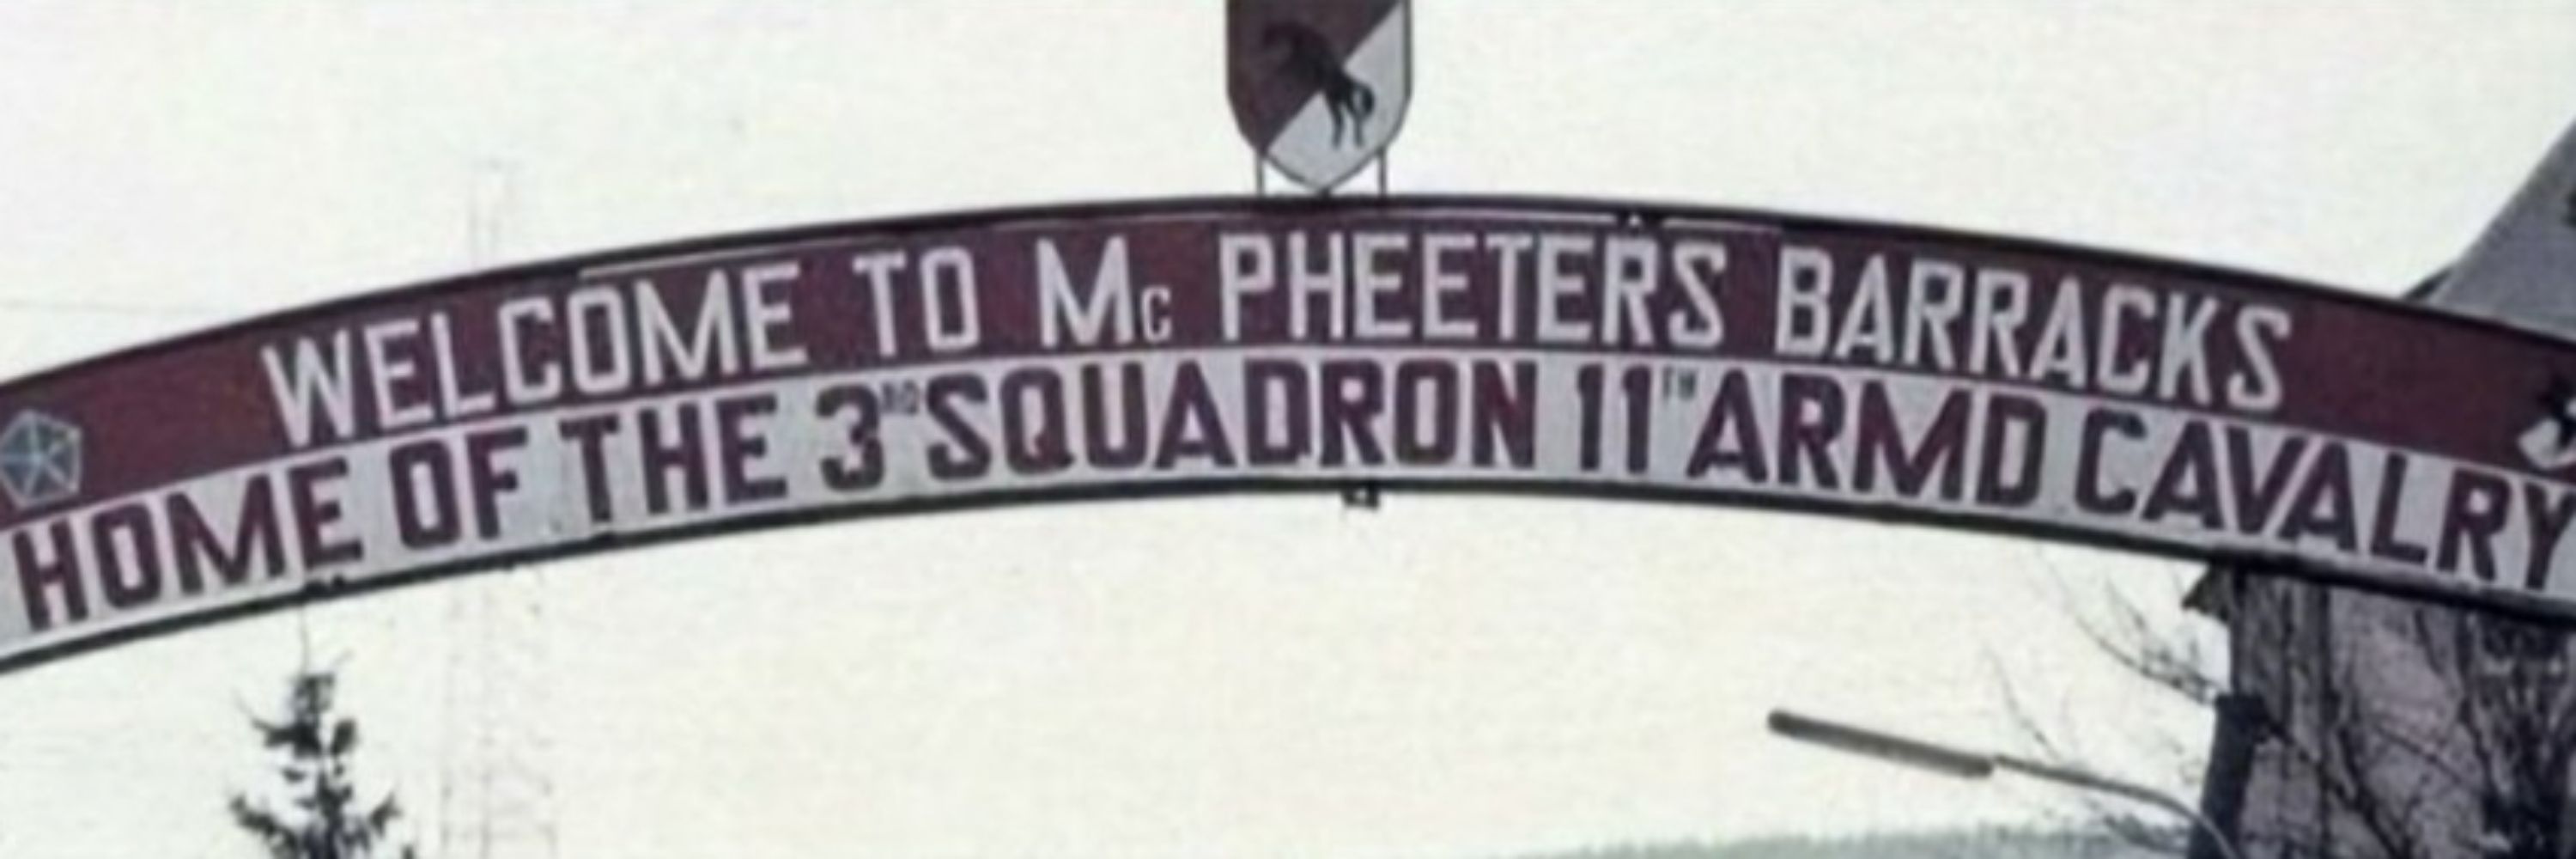 WELCOME TO Mc PHEETERS BARRACKS
HOME OF THE 3RD SQUADRON 11TH ARMD CAVALRY